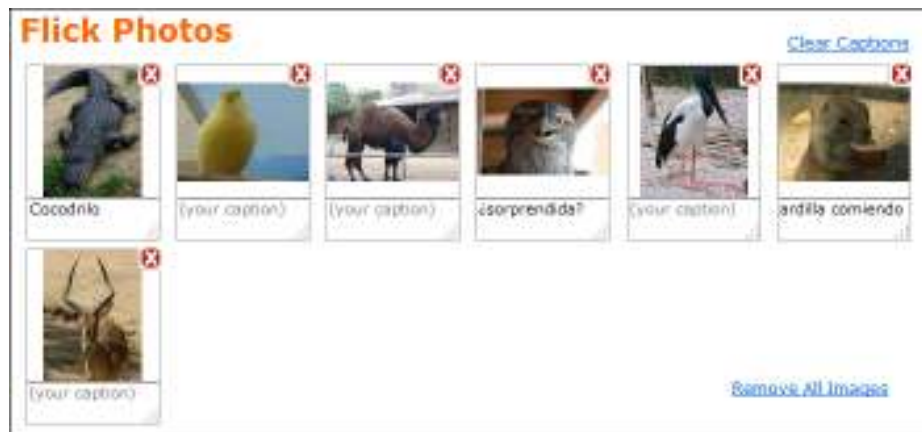 Flick Photos
Clear Captions
Cocodrilo
(your caption)
(your caption)
¿sorprendida?
(your caption)
ardilla comiendo
(your caption)
Remove All Images